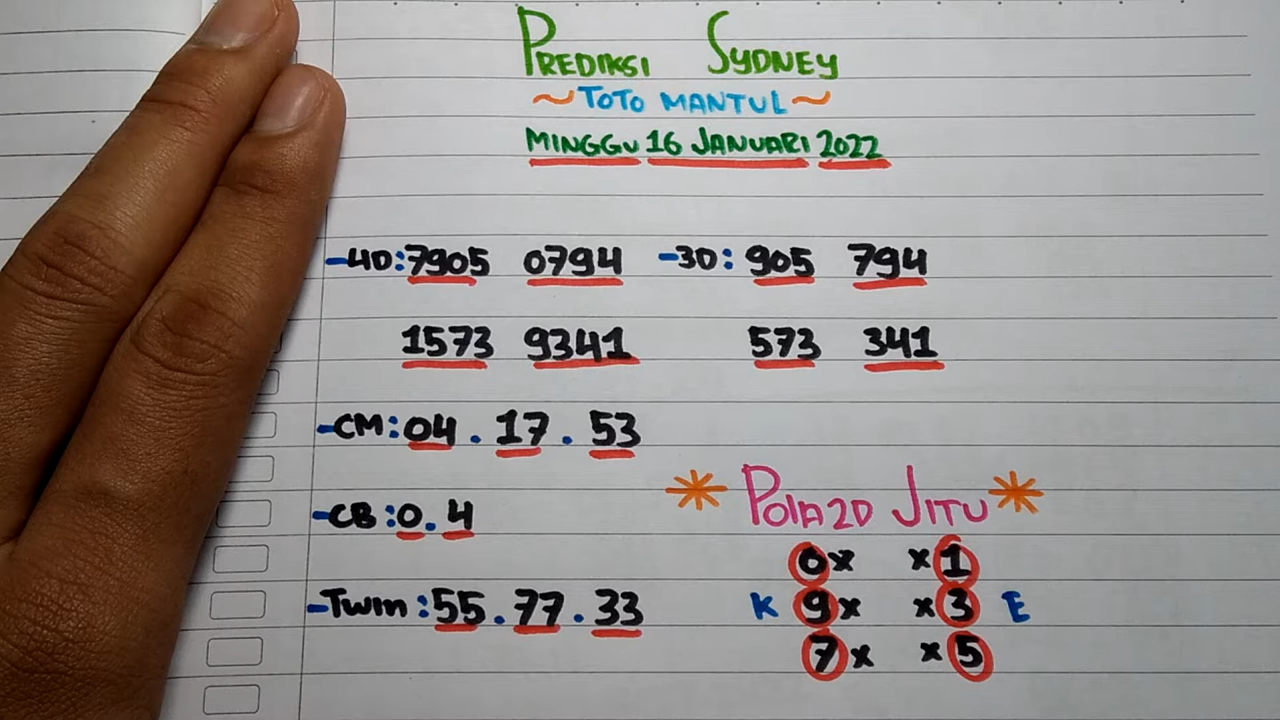 PREDIKSI SYDNEY
~TOTO MANTUL~
MINGGU 16 JANUARI 2022
-4D:7905 0794 -3D: 905 794
1573 9341 573 341
-CM:04.17.53
-CB:0.4
-Twin:55.77.33
* Pola 2D JITU *
0x x1
K 9x x3 E
7x x5